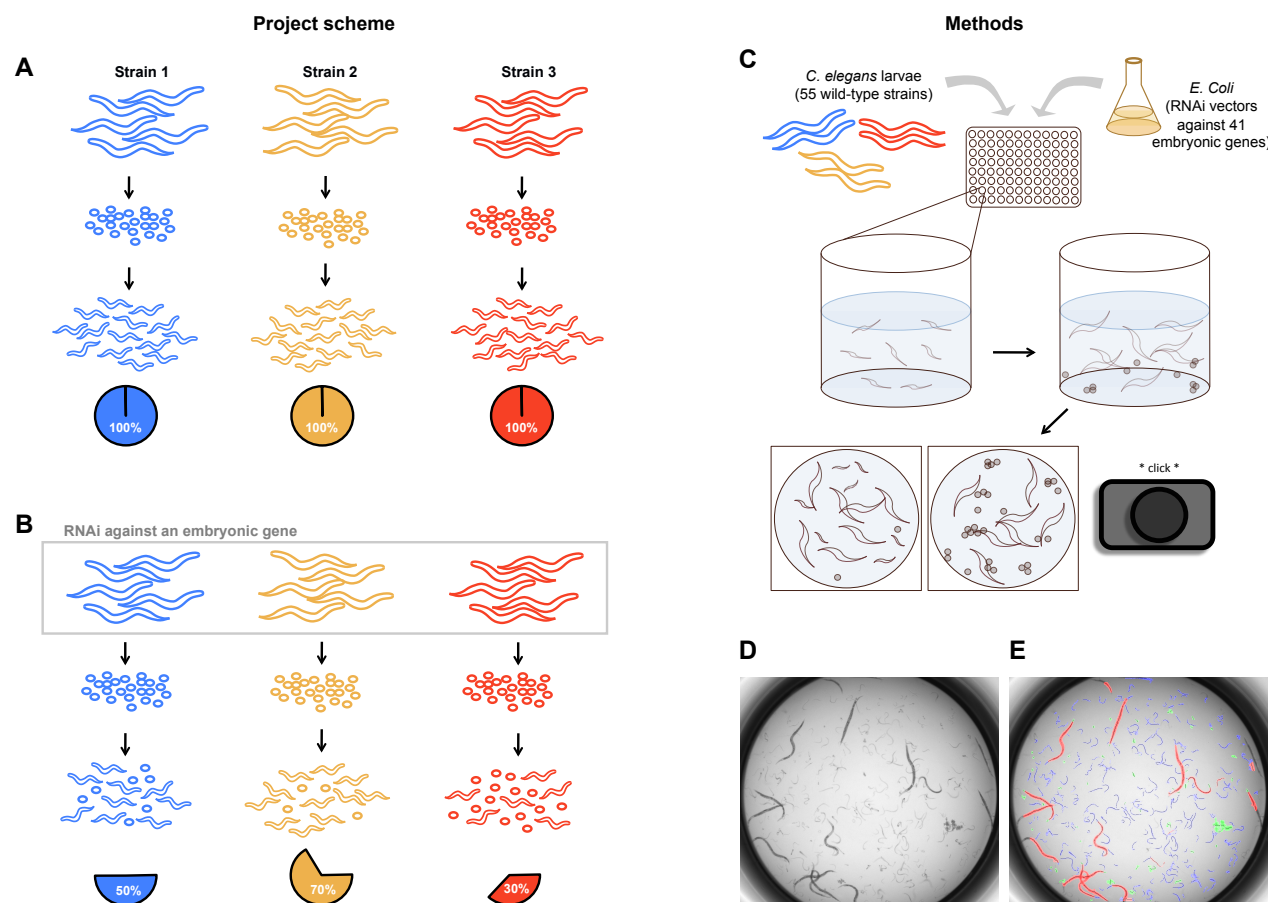 Project scheme
A
Strain 1
Strain 2
Strain 3
100%
100%
100%
B
RNAi against an embryonic gene
50%
70%
30%
Methods
C
C. elegans larvae
(55 wild-type strains)
E. Coli
(RNAi vectors
against 41
embryonic genes)
* click *
D
E